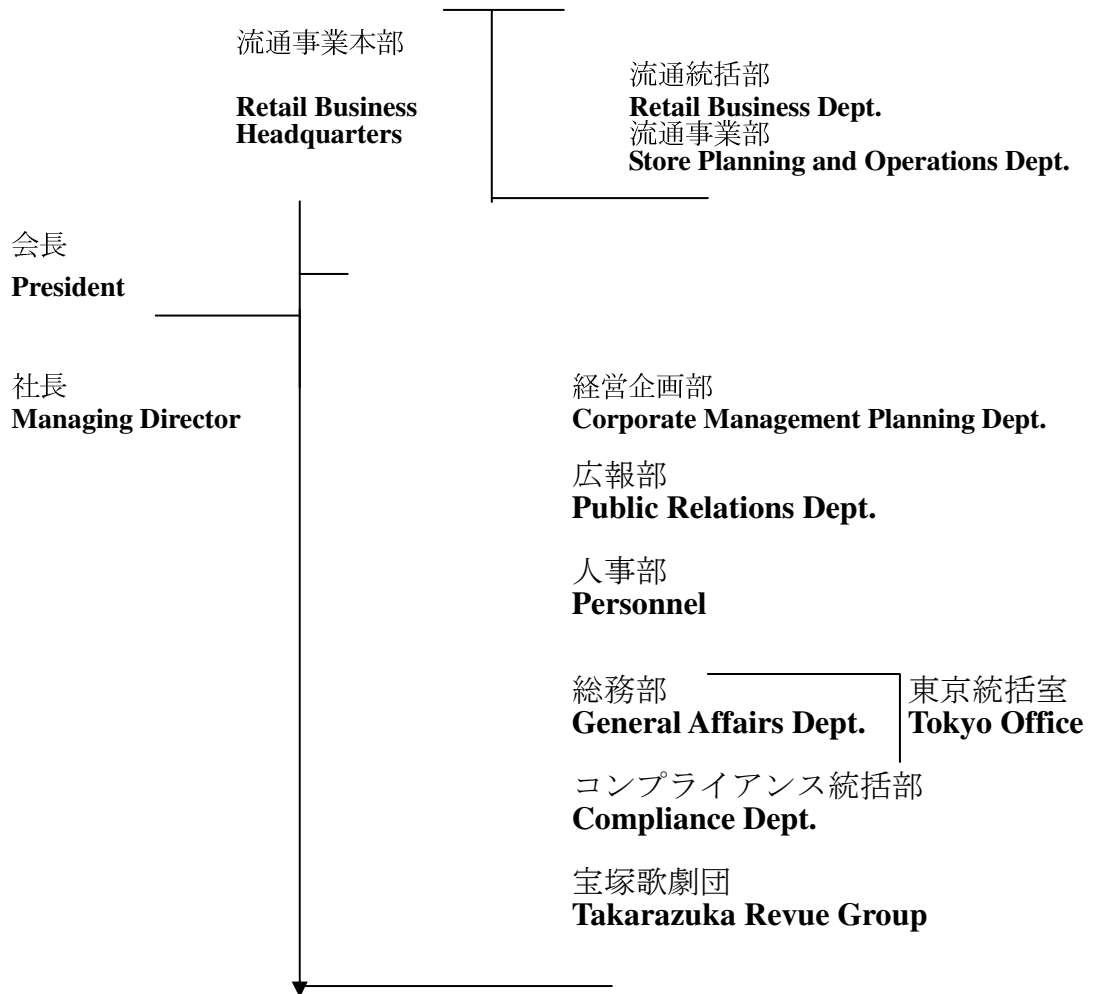 流通事業本部
Retail Business
Headquarters
流通統括部
Retail Business Dept.
流通事業部
Store Planning and Operations Dept.
会長
President
社長
Managing Director
経営企画部
Corporate Management Planning Dept.
広報部
Public Relations Dept.
人事部
Personnel
総務部
General Affairs Dept.
東京統括室
Tokyo Office
コンプライアンス統括部
Compliance Dept.
宝塚歌劇団
Takarazuka Revue Group